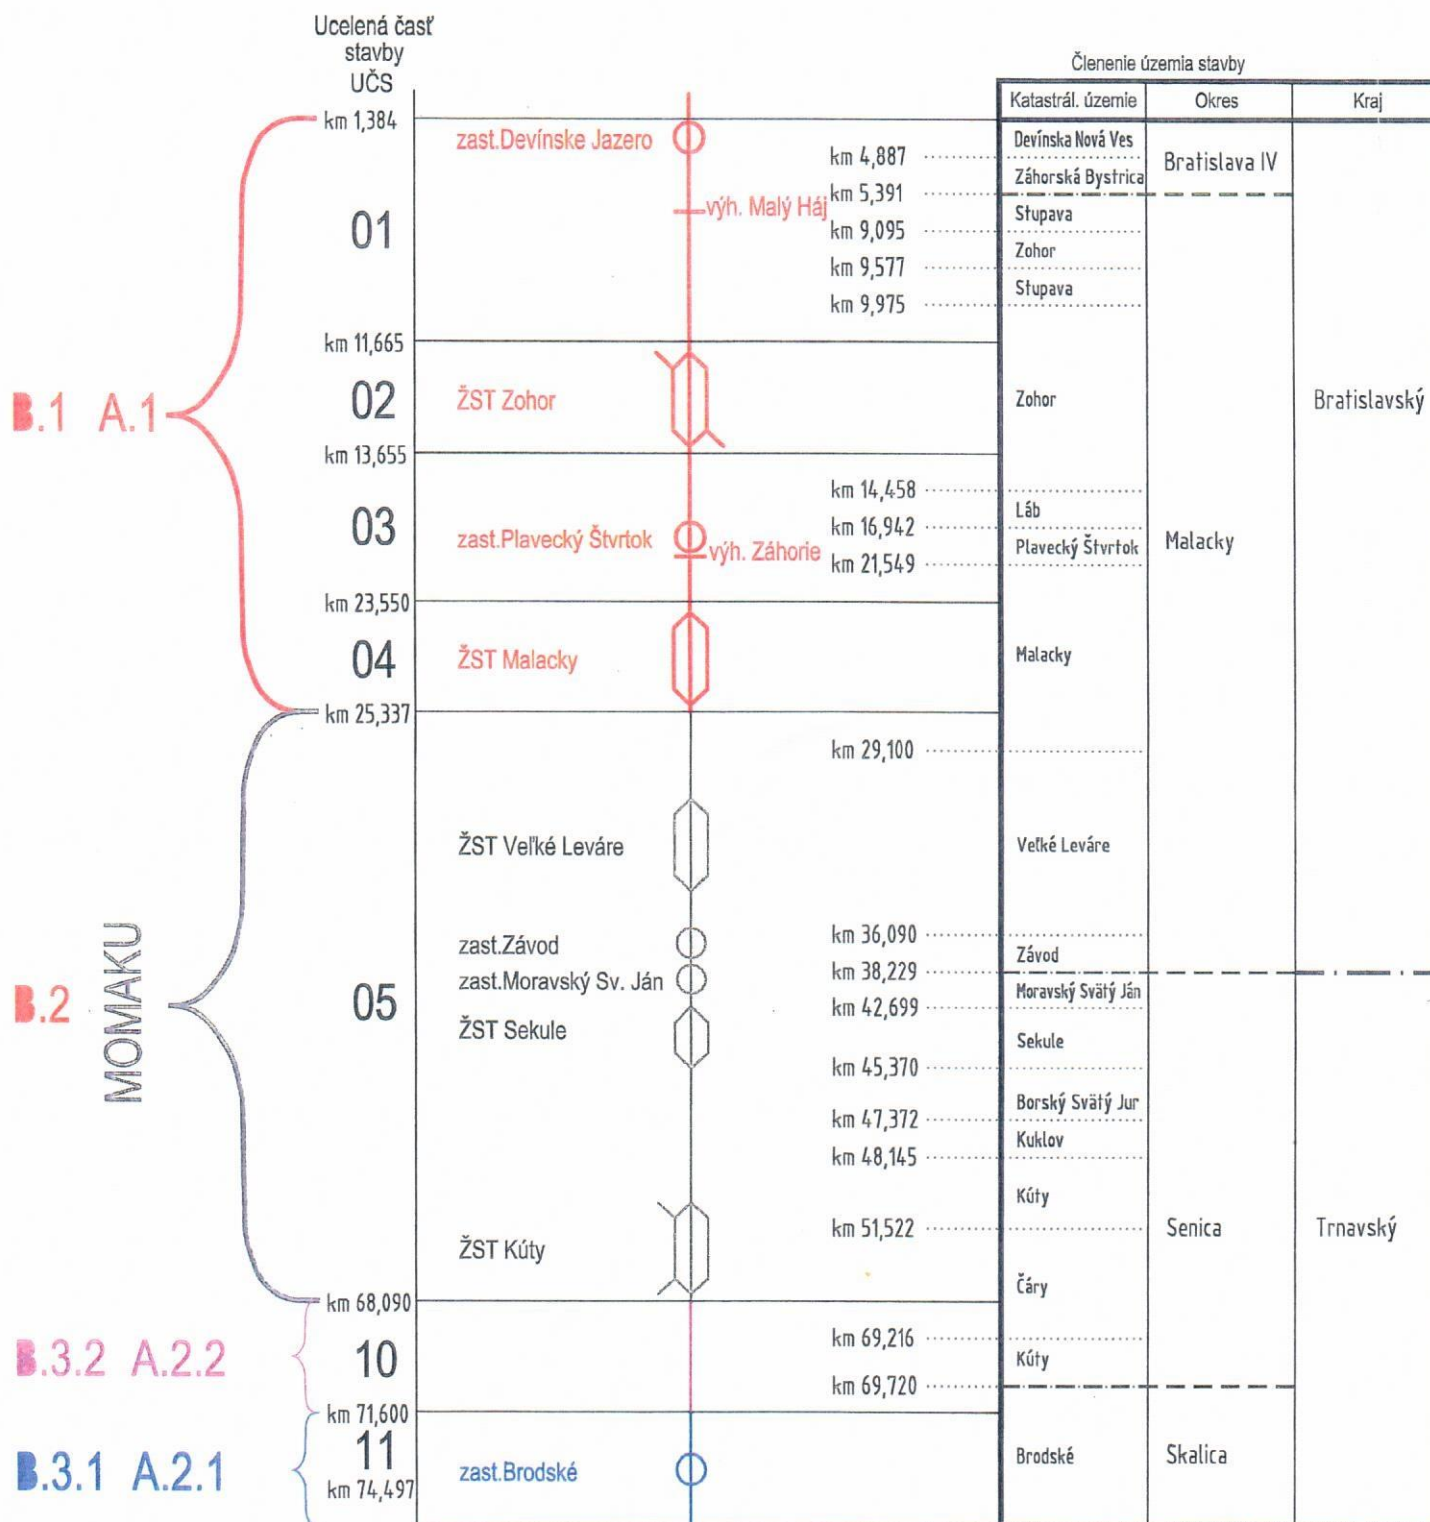 Ucelená časť
stavby
UČS
Členenie územia stavby
Katastrál. územie Okres Kraj
km 1,384
zast.Devínske Jazero
Devínska Nová Ves
km 4,887
Bratislava IV
Záhorská Bystrica
km 5,391
výh. Malý Háj
Stupava
01
km 9,095
Zohor
km 9,577
Stupava
km 9,975
km 11,665
B.1 A.1
02
ŽST Zohor
Zohor
Bratislavský
km 13,655
km 14,458
Láb
03
km 16,942
zast.Plavecký Štvrtok
výh. Záhorie
Plavecký Štvrtok
Malacky
km 21,549
km 23,550
04
ŽST Malacky
Malacky
km 25,337
km 29,100
ŽST Veľké Leváre
Veľké Leváre
km 36,090
zast.Závod
Závod
km 38,229
zast.Moravský Sv. Ján
Moravský Svätý Ján
B.2
MOMAKU
05
km 42,699
ŽST Sekule
Sekule
km 45,370
Borský Svätý Jur
km 47,372
Kuklov
km 48,145
Kúty
km 51,522
Senica
Trnavský
ŽST Kúty
Čáry
km 68,090
km 69,216
B.3.2 A.2.2
10
Kúty
km 69,720
km 71,600
11
Brodské
Skalica
B.3.1 A.2.1
zast.Brodské
km 74,497